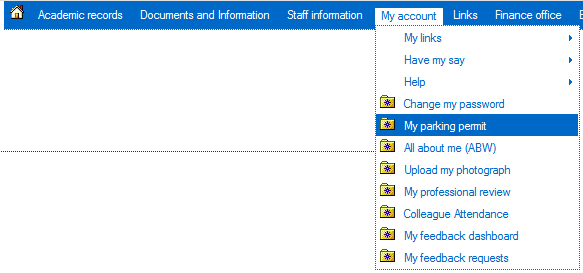 Academic records Documents and Information Staff information My account Links Finance office
My links
Have my say
Help
Change my password
My parking permit
All about me (ABW)
Upload my photograph
My professional review
Colleague Attendance
My feedback dashboard
My feedback requests